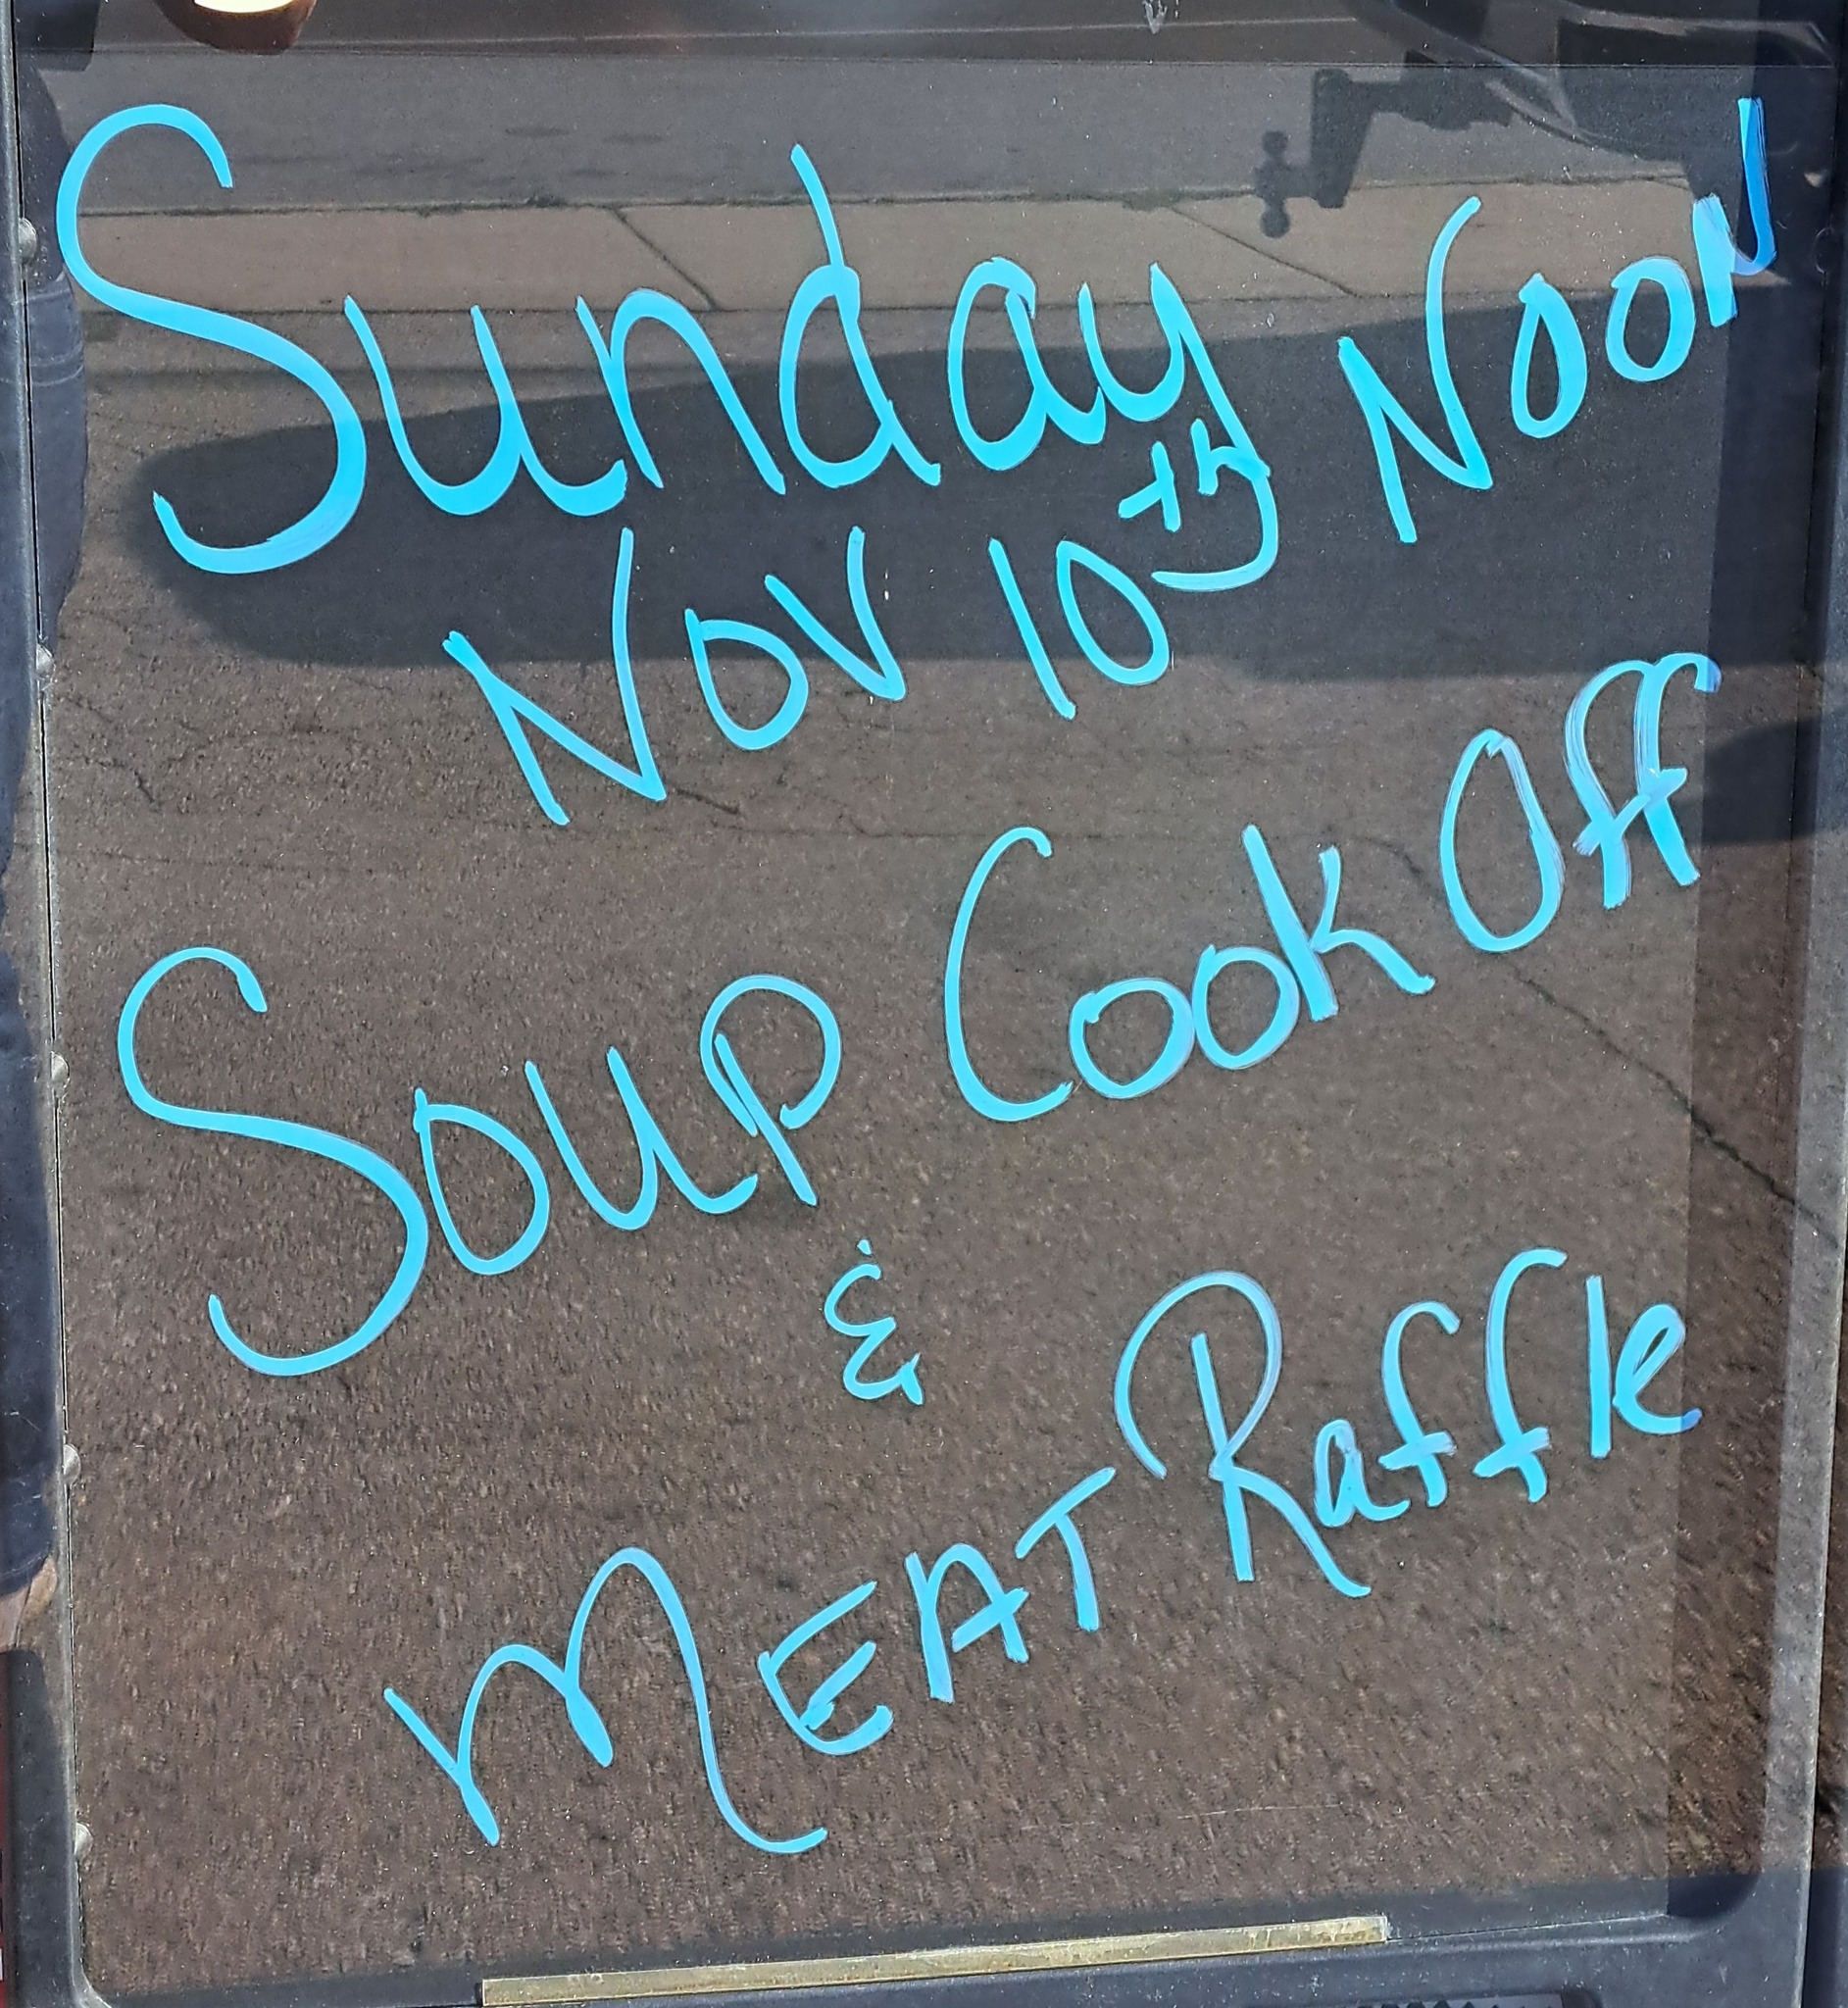 Sunday Noon
Nov 10th
Soup Cook Off
&
MEAT Raffle